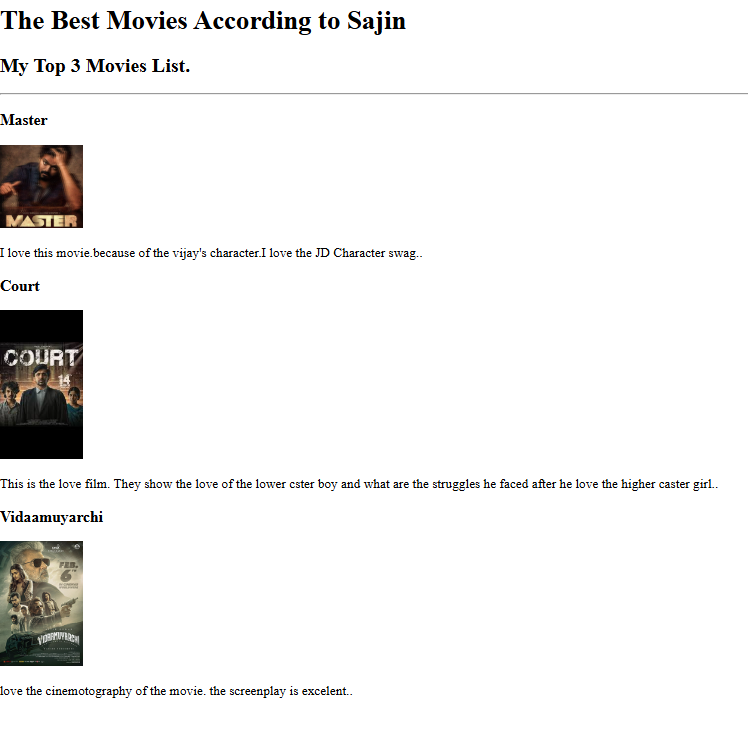 The Best Movies According to Sajin
My Top 3 Movies List.
Master
MASTER
I love this movie.because of the vijay's character.I love the JD Character swag..
Court
COURT
14
This is the love film. They show the love of the lower cster boy and what are the struggles he faced after he love the higher caster girl..
Vidaamuyarchi
FEB.
6TH
VIDAAMUYARCHI
love the cinemotography of the movie. the screenplay is excelent..